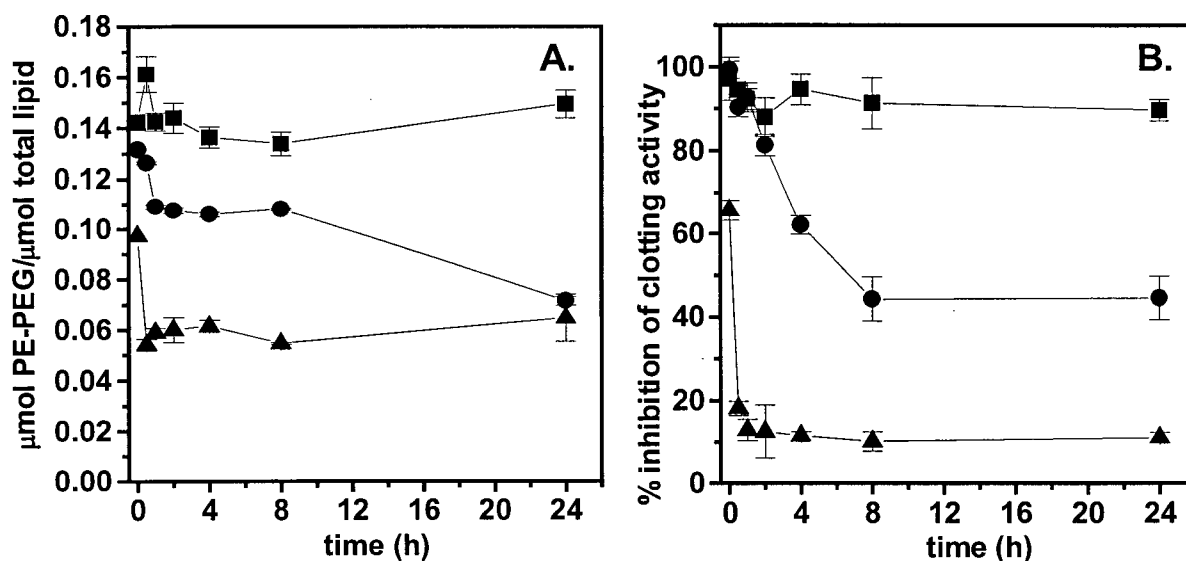 A.
0.18
0.16
0.14
0.12
0.10
0.08
0.06
0.04
0.02
0.00
μmol PE-PEG/μmol total lipid
0 4 8 12 16 20 24
time (h)
B.
100
80
60
40
20
0
% inhibition of clotting activity
0 4 8 12 16 20 24
time (h)